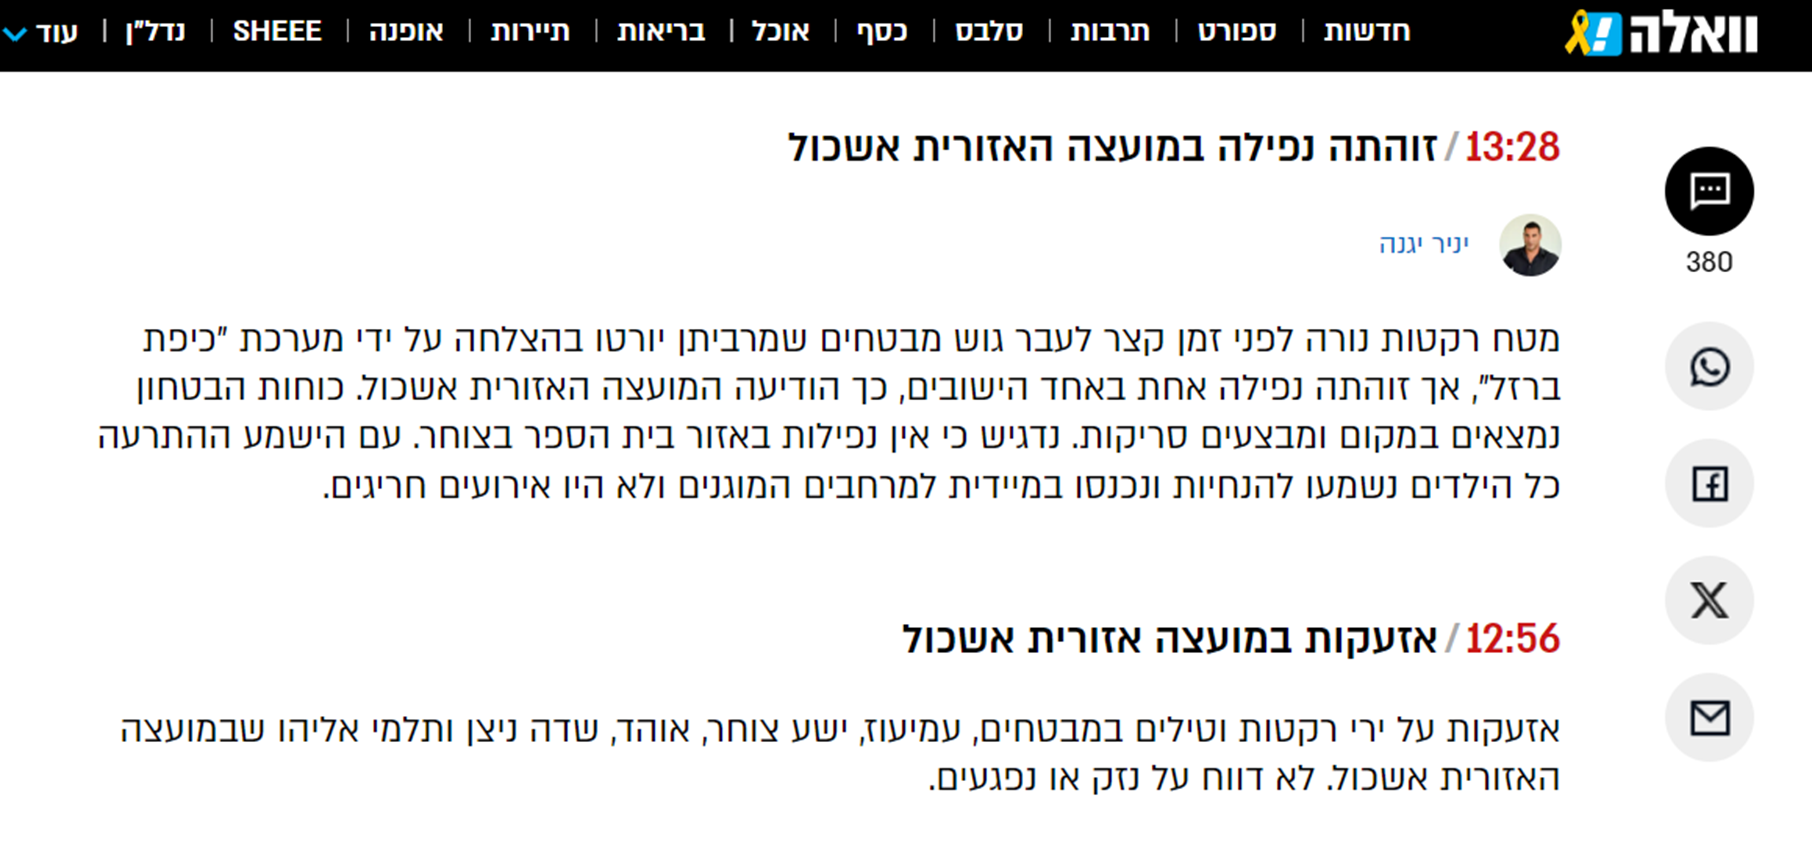 וואלה!
חדשות | ספורט | תרבות | סלבס | כסף | אוכל | בריאות | תיירות | אופנה | SHEEE | נדל"ן | עוד
13:28 / זוהתה נפילה במועצה האזורית אשכול
יניר יגנה
380
מטח רקטות נורה לפני זמן קצר לעבר גוש מבטחים שמרביתן יורטו בהצלחה על ידי מערכת "כיפת
ברזל", אך זוהתה נפילה אחת באחד הישובים, כך הודיעה המועצה האזורית אשכול. כוחות הבטחון
נמצאים במקום ומבצעים סריקות. נדגיש כי אין נפילות באזור בית הספר בצוחר. עם הישמע ההתרעה
כל הילדים נשמעו להנחיות ונכנסו במיידית למרחבים המוגנים ולא היו אירועים חריגים.
12:56 / אזעקות במועצה אזורית אשכול
אזעקות על ירי רקטות וטילים במבטחים, עמיעוז, ישע צוחר, אוהד, שדה ניצן ותלמי אליהו שבמועצה
האזורית אשכול. לא דווח על נזק או נפגעים.